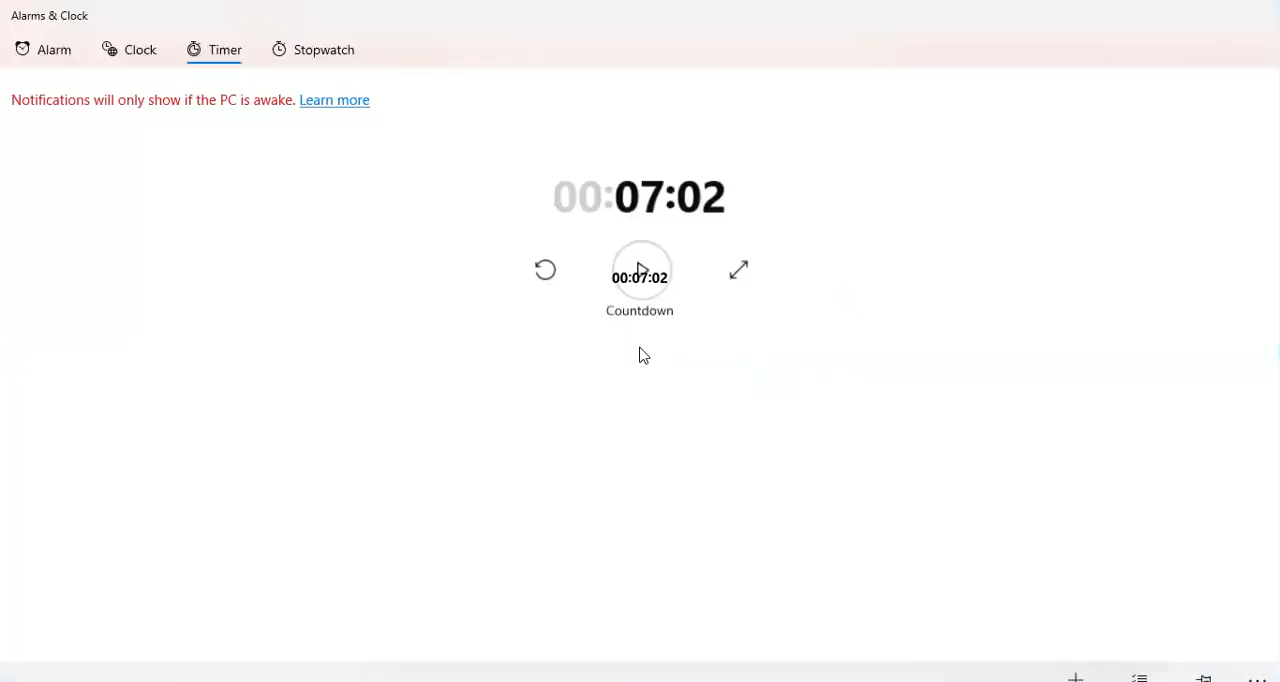 Alarms & Clock
Alarm Clock Timer Stopwatch
Notifications will only show if the PC is awake. Learn more
00:07:02
00:07:02
Countdown